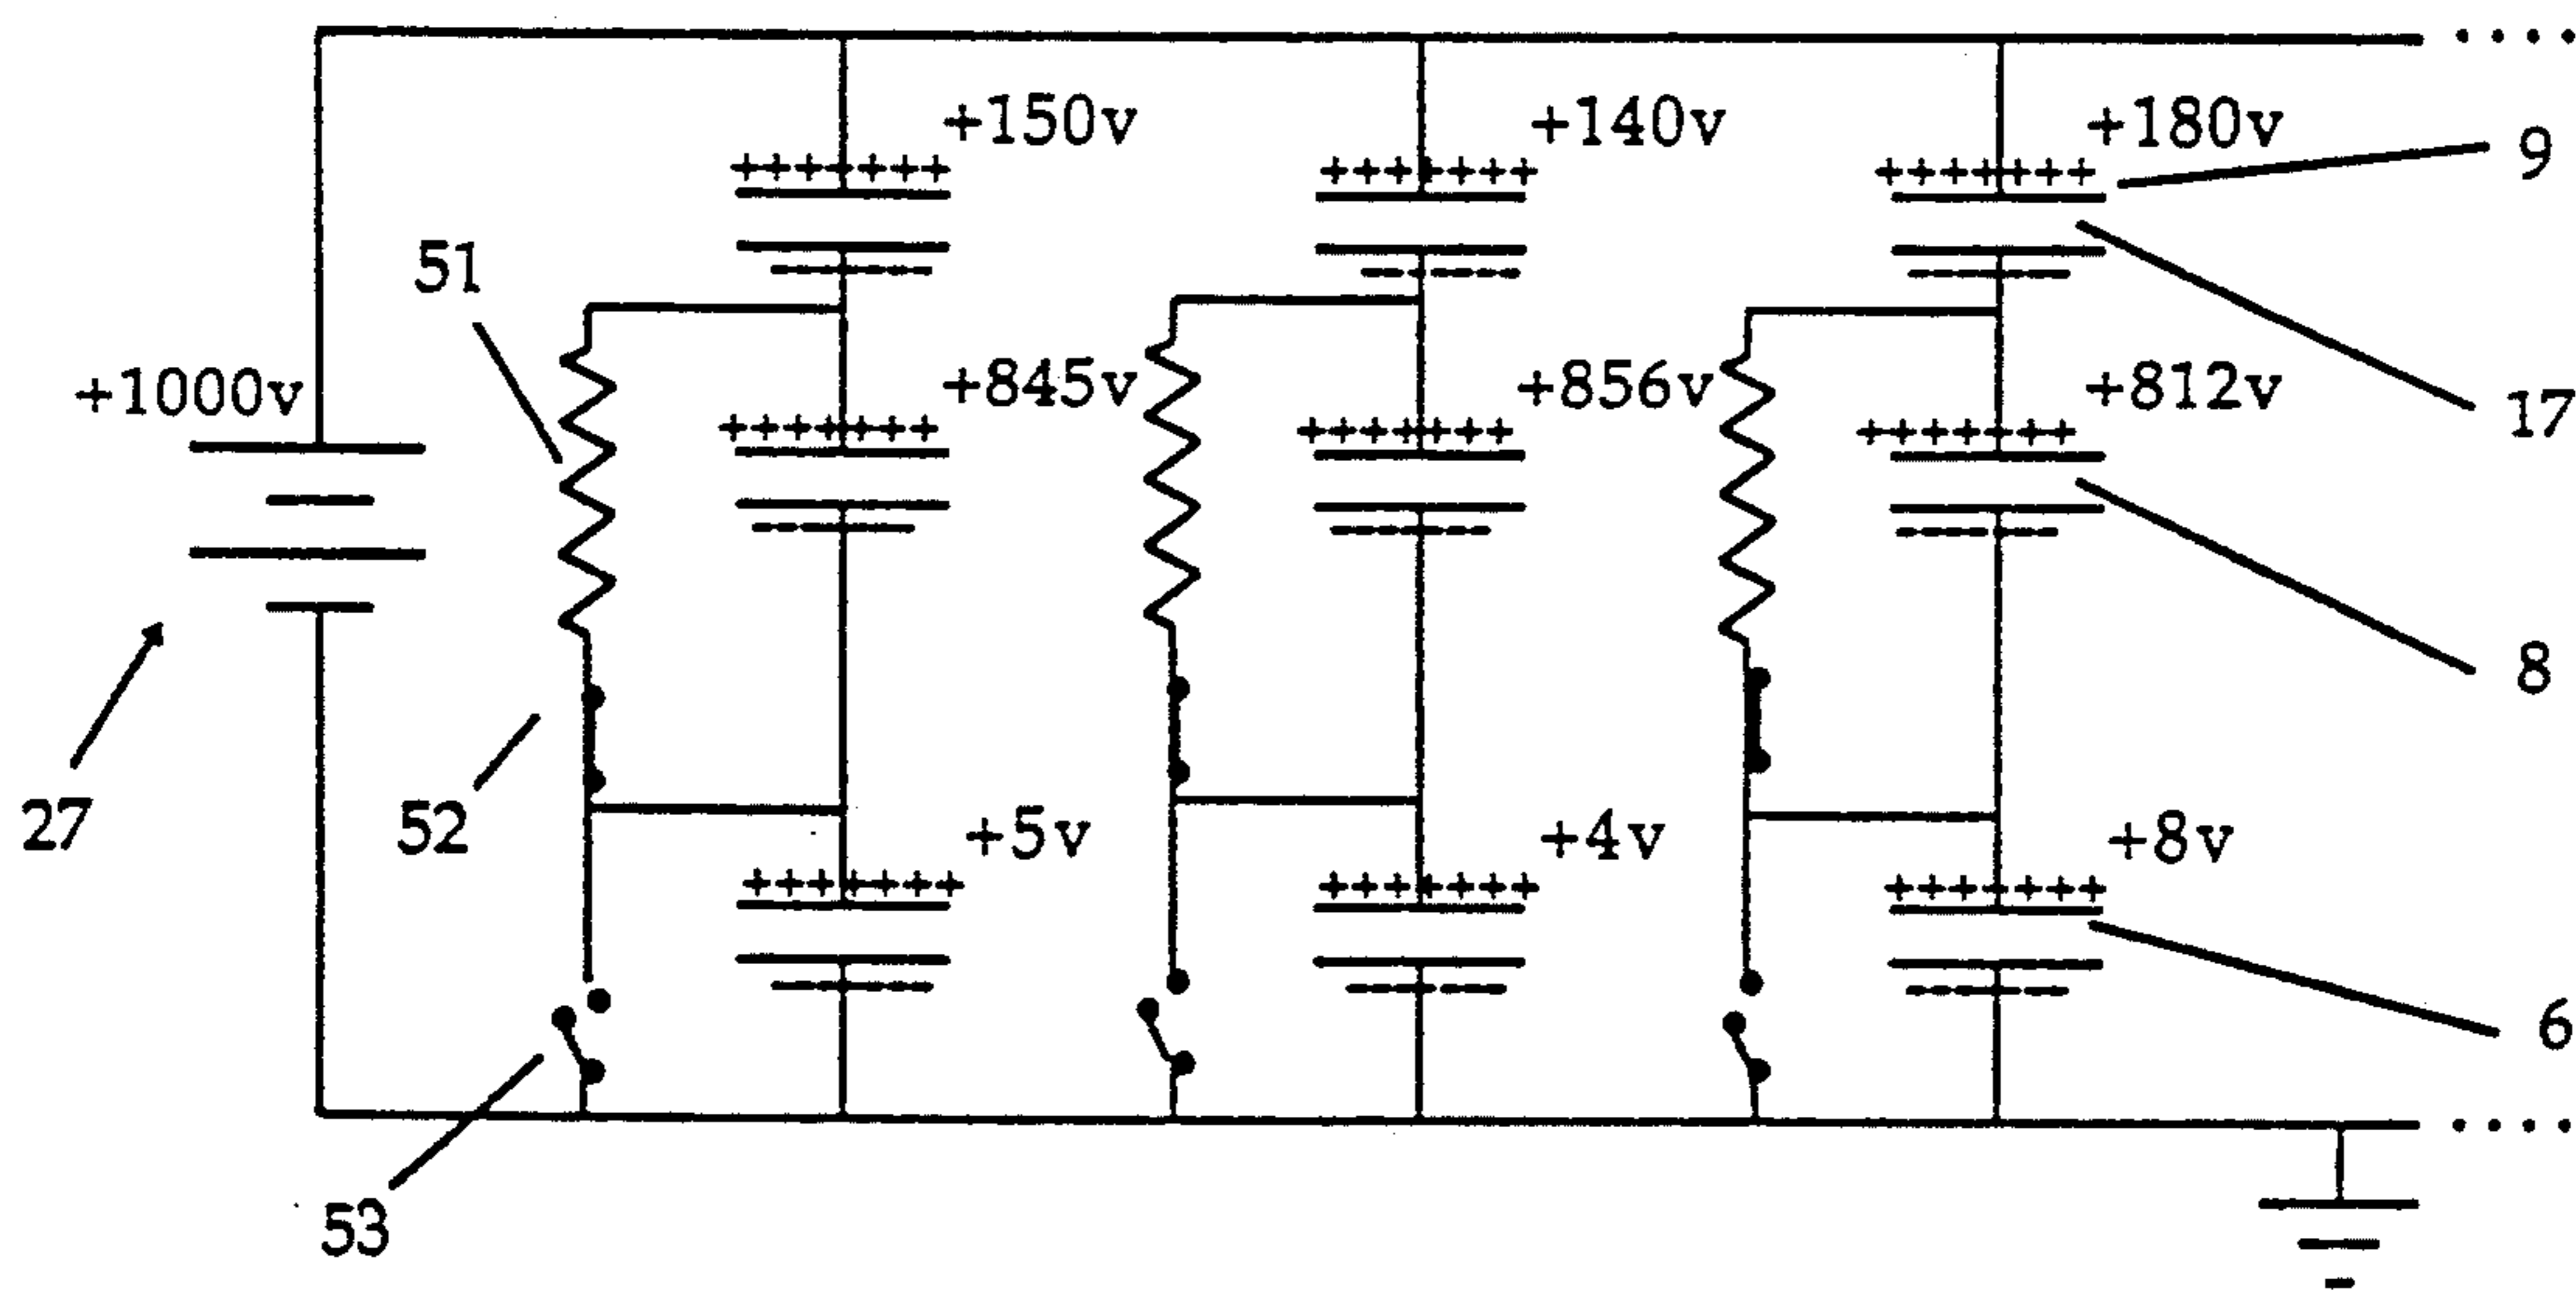 +150v
+140v
+180v
9
51
+1000v
+845v
+856v
+812v
17
8
27
52
+5v
+4v
+8v
6
53